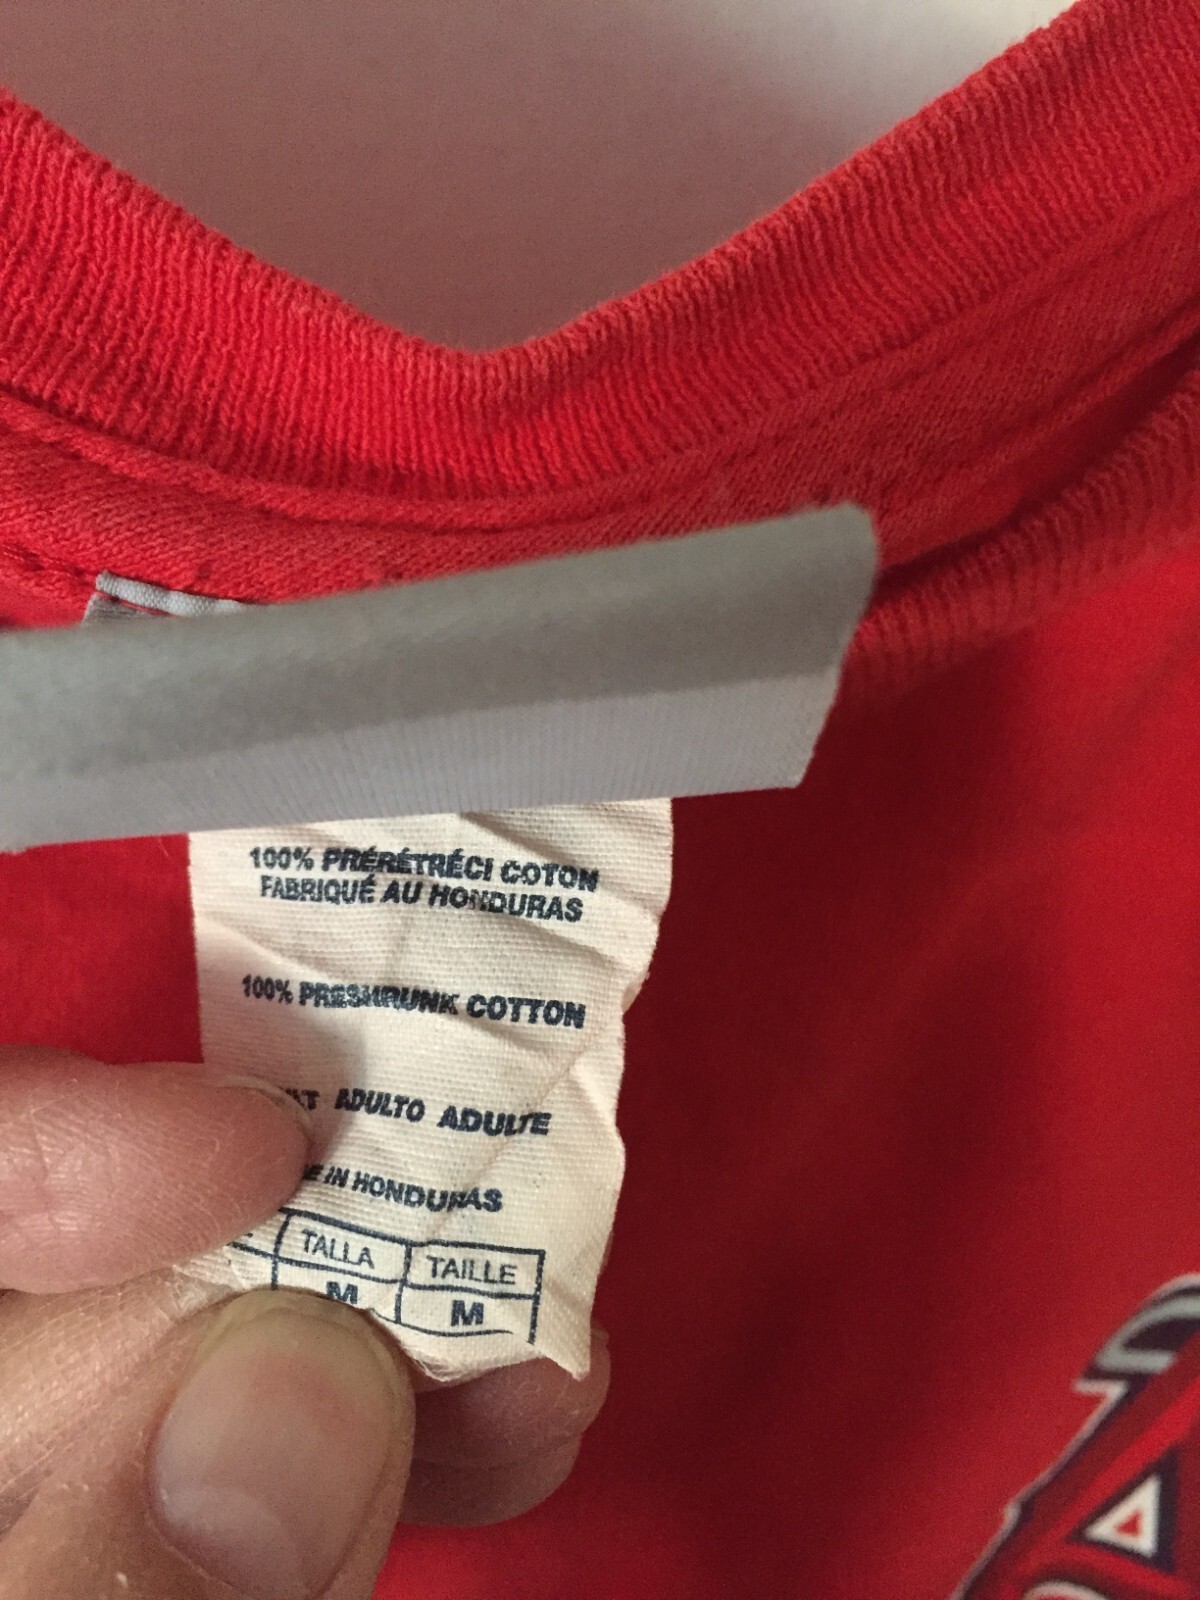 100% PRÉRÉTRÉCI COTON
FABRIQUÉ AU HONDURAS
100% PRESHRUNK COTTON
ADULTO ADULTE
IN HONDURAS
TALLA TAILLE
M M